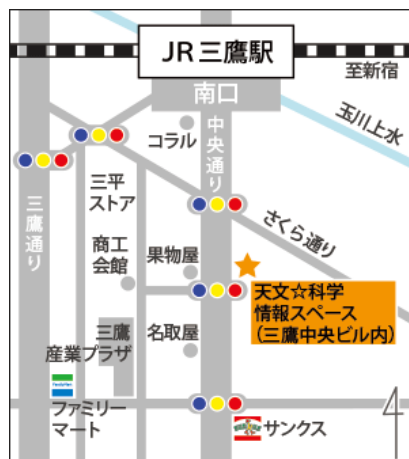 JR三鷹駅
至新宿
南口
玉川上水
コラル
中央通り
三鷹通り
三平
ストア
さくら通り
商工
会館
果物屋
天文☆科学
情報スペース
（三鷹中央ビル内）
三鷹
産業プラザ
名取屋
FamilyMart
ファミリー
マート
サンクス
4